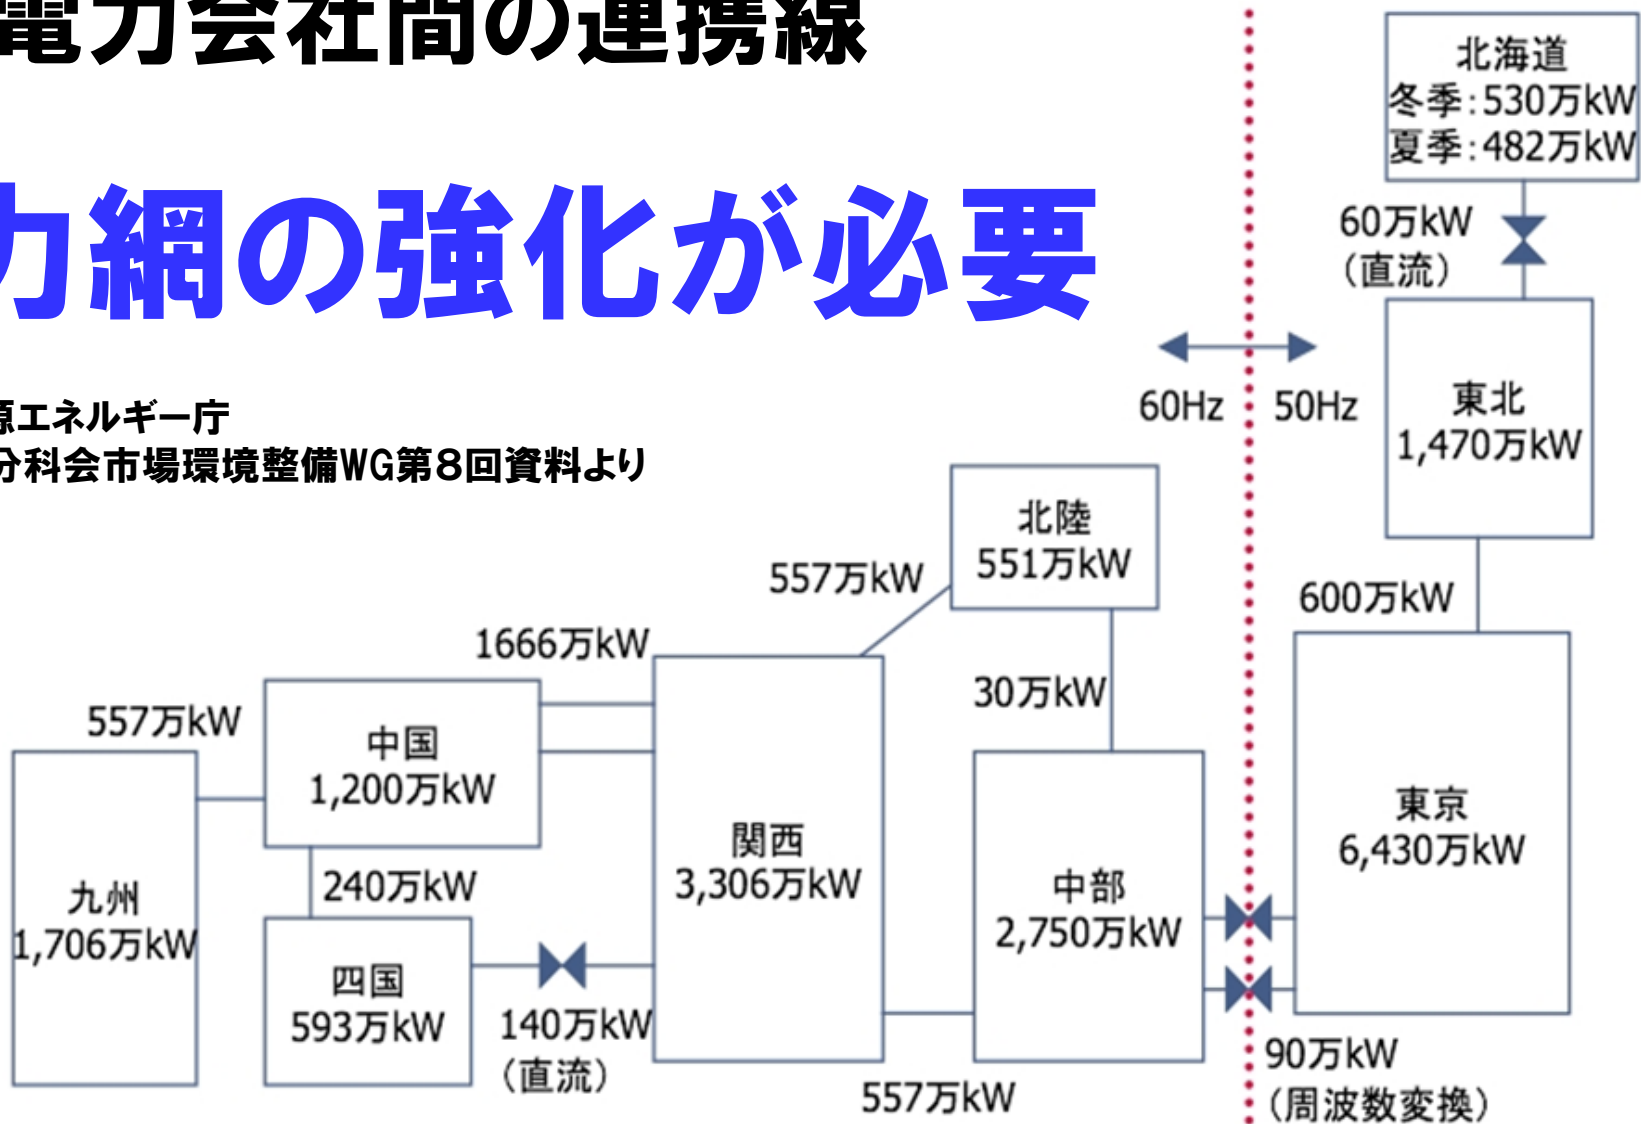 電力会社間の連携線
力網の強化が必要
原エネルギー庁
分科会市場環境整備WG第8回資料より
北海道
冬季:530万kW
夏季:482万kW
60万kW
(直流)
60Hz
50Hz
東北
1,470万kW
600万kW
北陸
551万kW
557万kW
30万kW
1666万kW
557万kW
中国
1,200万kW
240万kW
九州
1,706万kW
四国
593万kW
140万kW
(直流)
関西
3,306万kW
557万kW
中部
2,750万kW
東京
6,430万kW
90万kW
(周波数変換)